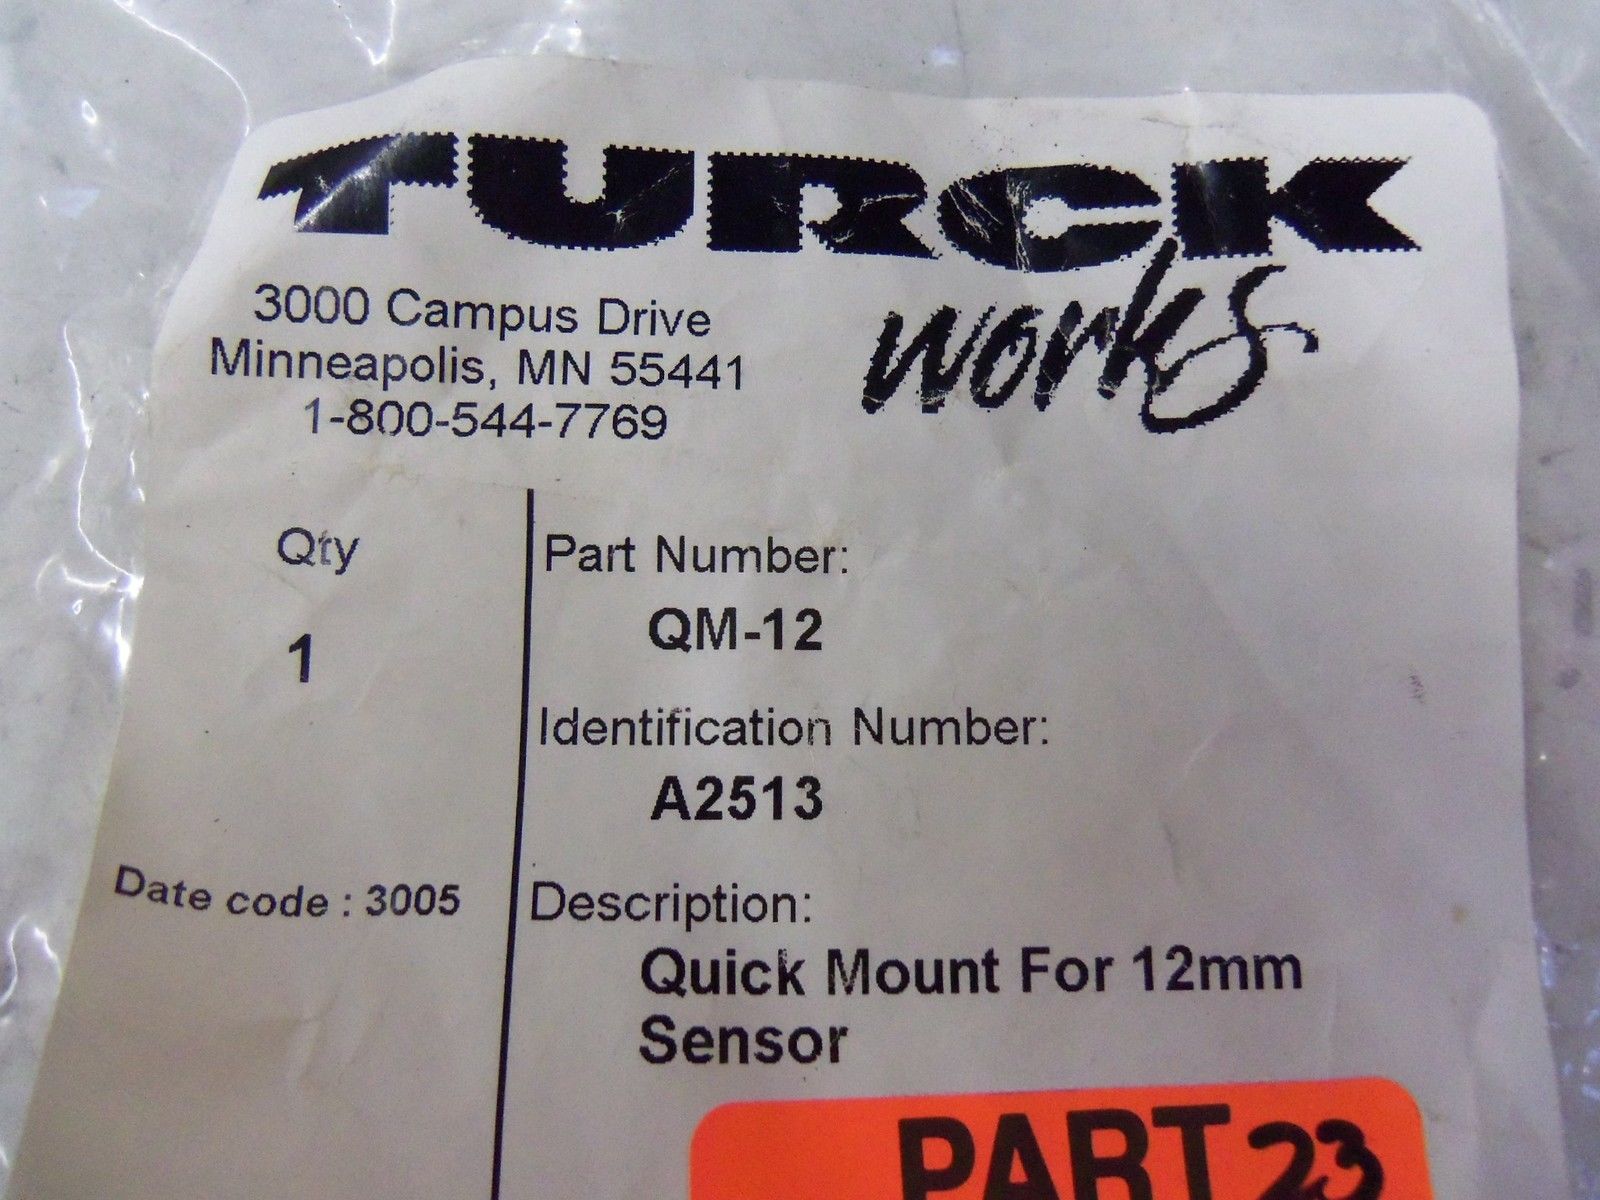 TURCK
works
3000 Campus Drive
Minneapolis, MN 55441
1-800-544-7769
Qty
1
Date code : 3005
Part Number:
QM-12
Identification Number:
A2513
Description:
Quick Mount For 12mm
Sensor
PART 23